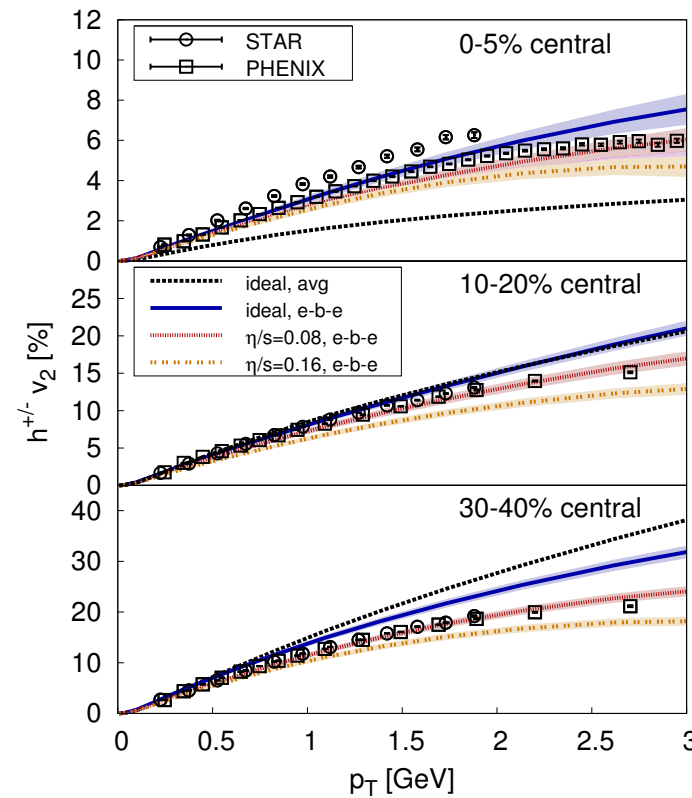 12
10
8
6
4
2
0
STAR
PHENIX
0-5% central
25
20
15
10
5
0
ideal, avg
ideal, e-b-e
η/s=0.08, e-b-e
η/s=0.16, e-b-e
10-20% central
h+/- v2 [%]
40
30
20
10
0
30-40% central
0 0.5 1 1.5 2 2.5 3
pT [GeV]